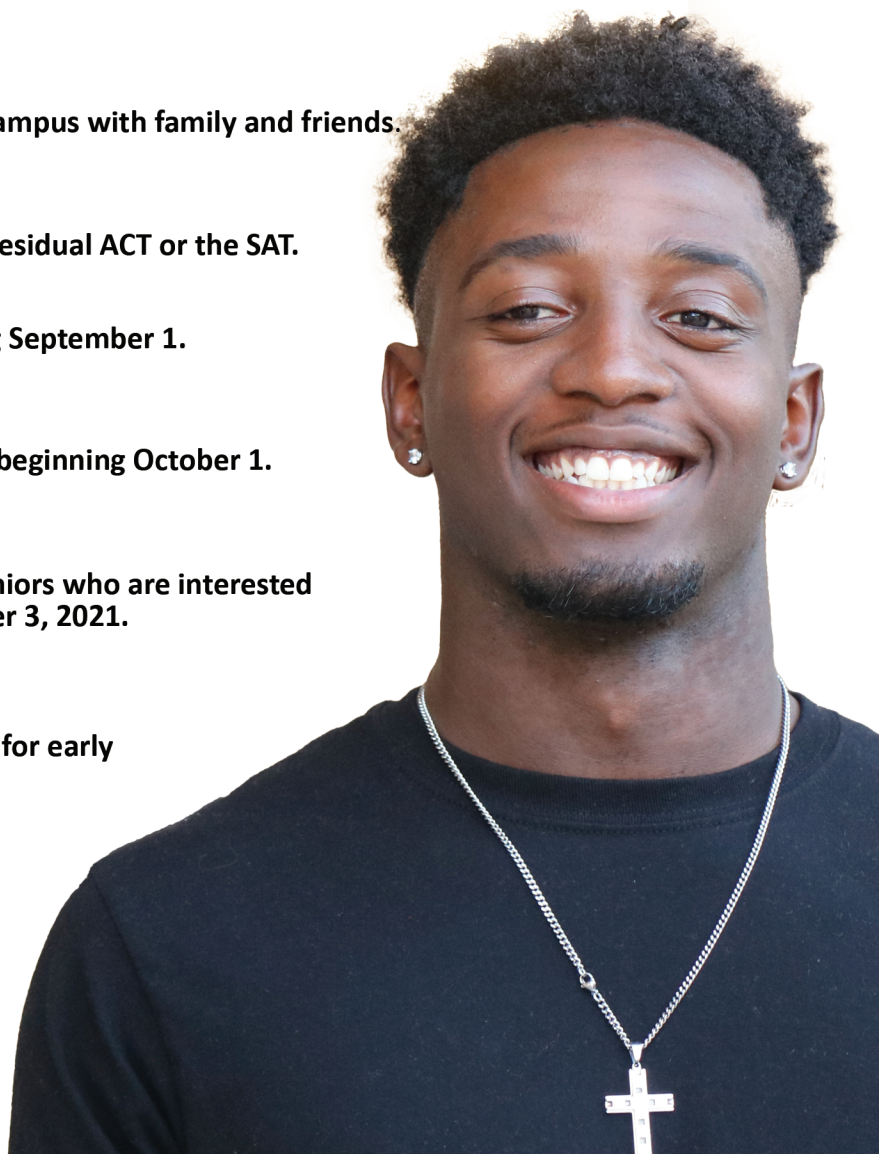 ampus with family and friends.
esidual ACT or the SAT.
September 1.
beginning October 1.
niors who are interested
er 3, 2021.
for early